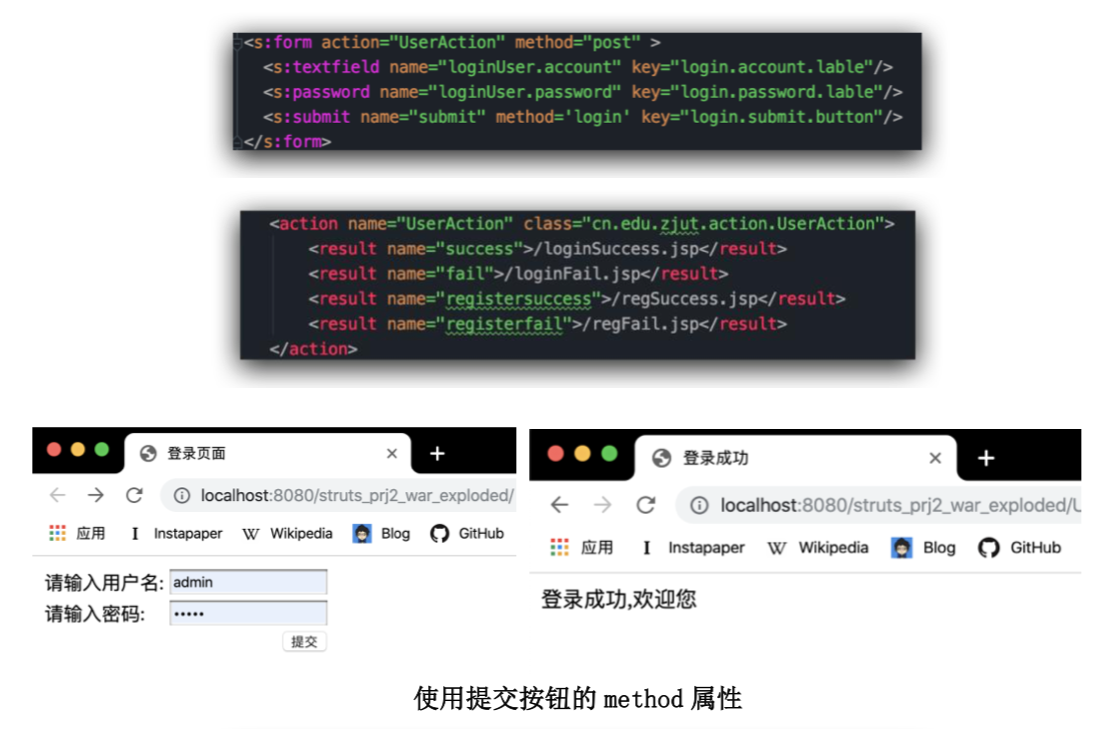 <s:form action="UserAction" method="post" >
<s:textfield name="loginUser.account" key="login.account.lable"/>
<s:password name="loginUser.password" key="login.password.lable"/>
<s:submit name="submit" method='login' key="login.submit.button"/>
</s:form>
<action name="UserAction" class="cn.edu.zjut.action.UserAction">
<result name="success">/loginSuccess.jsp</result>
<result name="fail">/loginFail.jsp</result>
<result name="registersuccess">/regSuccess.jsp</result>
<result name="registerfail">/regFail.jsp</result>
</action>
登录页面
localhost:8080/struts_prj2_war_exploded/
应用 Instapaper Wikipedia Blog GitHub
请输入用户名: admin
请输入密码: •••••
提交
登录成功
localhost:8080/struts_prj2_war_exploded/U
应用 Instapaper Wikipedia Blog GitHub
登录成功,欢迎您
使用提交按钮的 method 属性